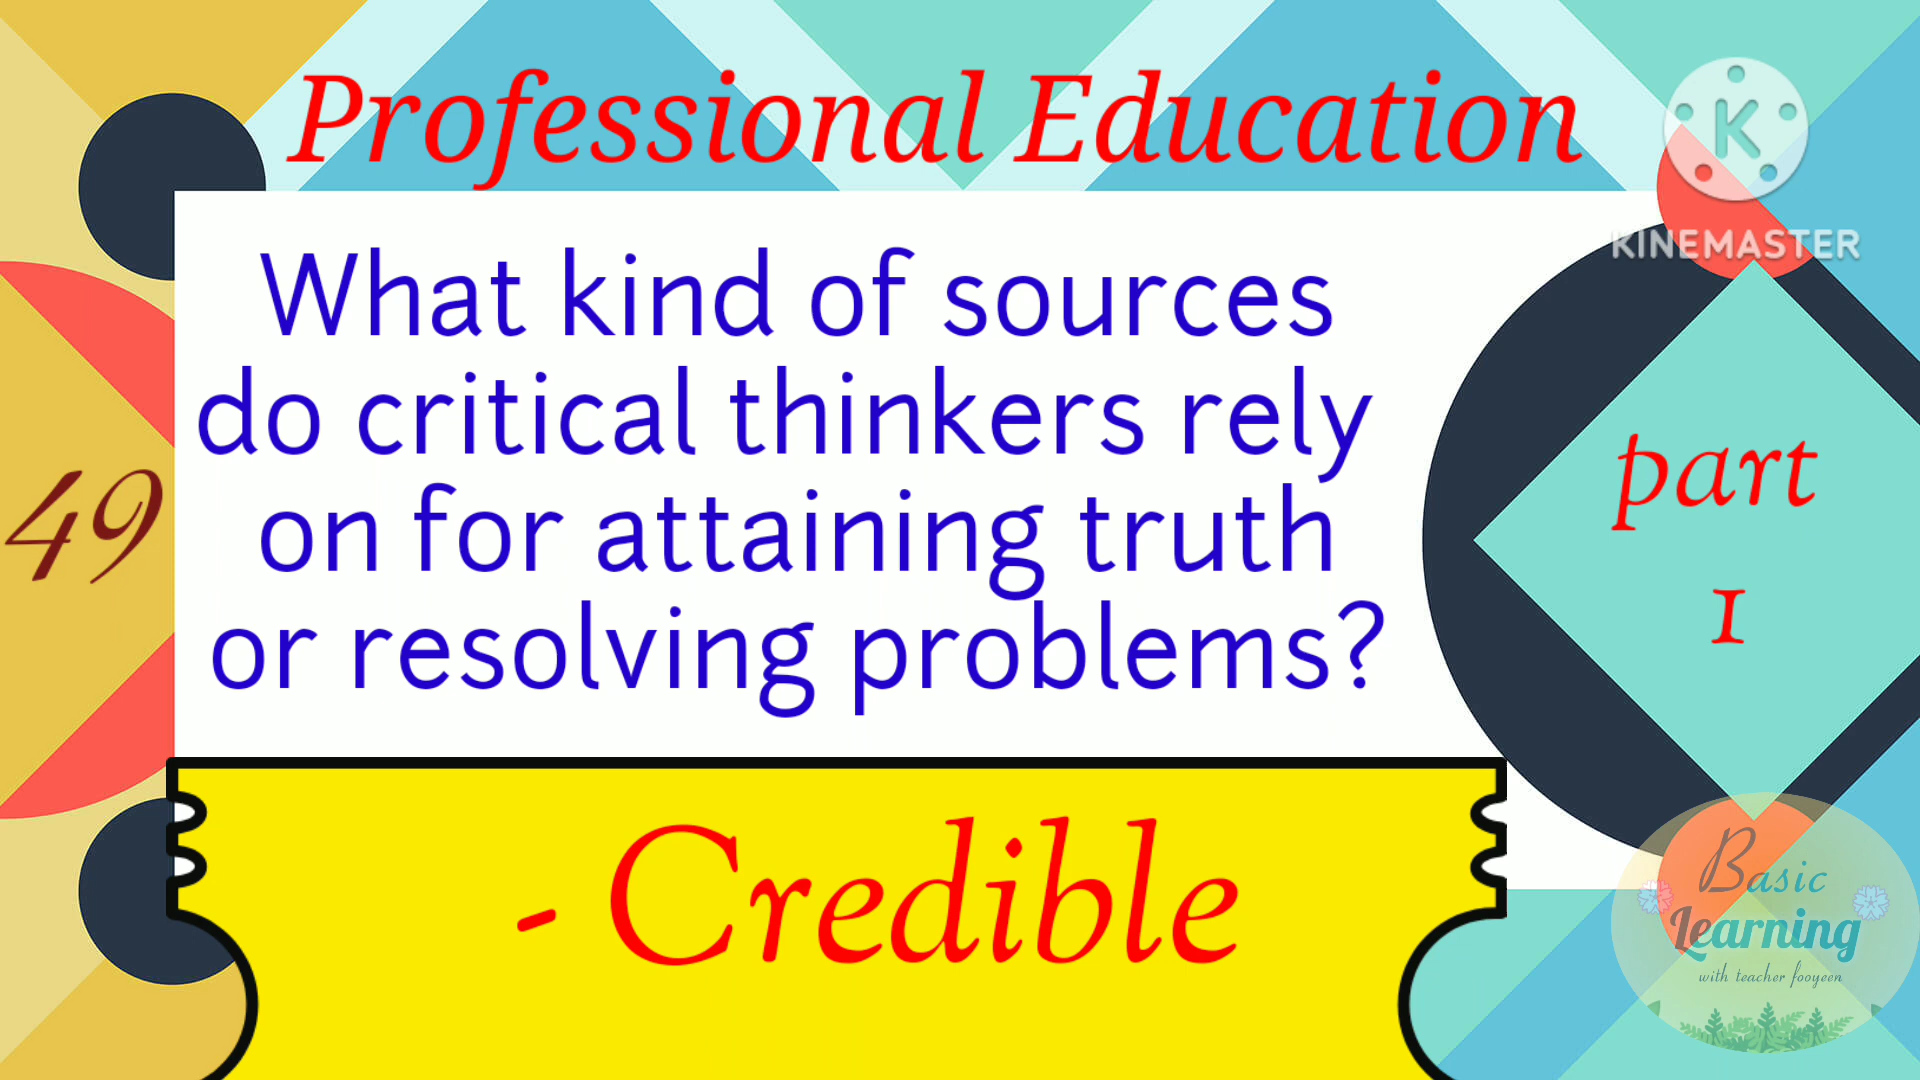 Professional Education
K
KINEMASTER
What kind of sources
do critical thinkers rely
on for attaining truth
or resolving problems?
49
part
1
- Credible
Basic
Learning
with teacher fooyeen